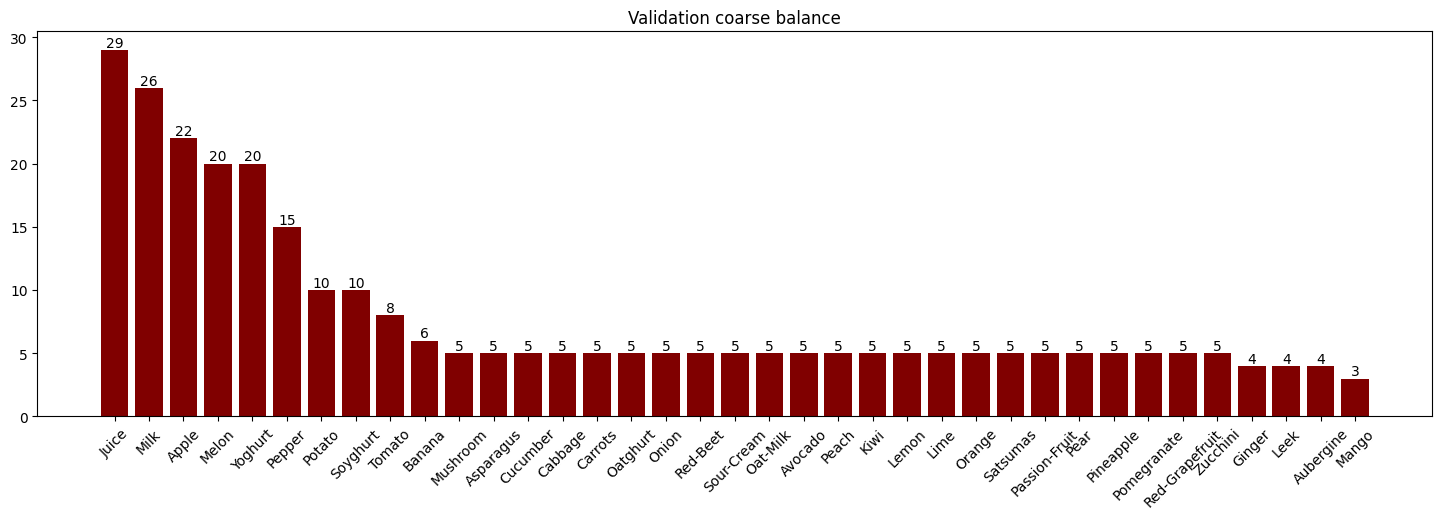 Validation coarse balance
30
25
20
15
10
5
0
29 26 22 20 20 15 10 10 8 6 5 5 5 5 5 5 5 5 5 5 5 5 5 5 5 5 5 5 5 5 5 5 5 4 4 4 3
Juice Milk Apple Melon Yoghurt Pepper Potato Soyghurt Tomato Banana Mushroom Asparagus Cucumber Cabbage Carrots Oatghurt Onion Red-Beet Sour-Cream Oat-Milk Avocado Peach Kiwi Lemon Lime Orange Satsumas Passion-Fruit Pear Pineapple Pomegranate Red-Grapefruit Zucchini Ginger Leek Aubergine Mango